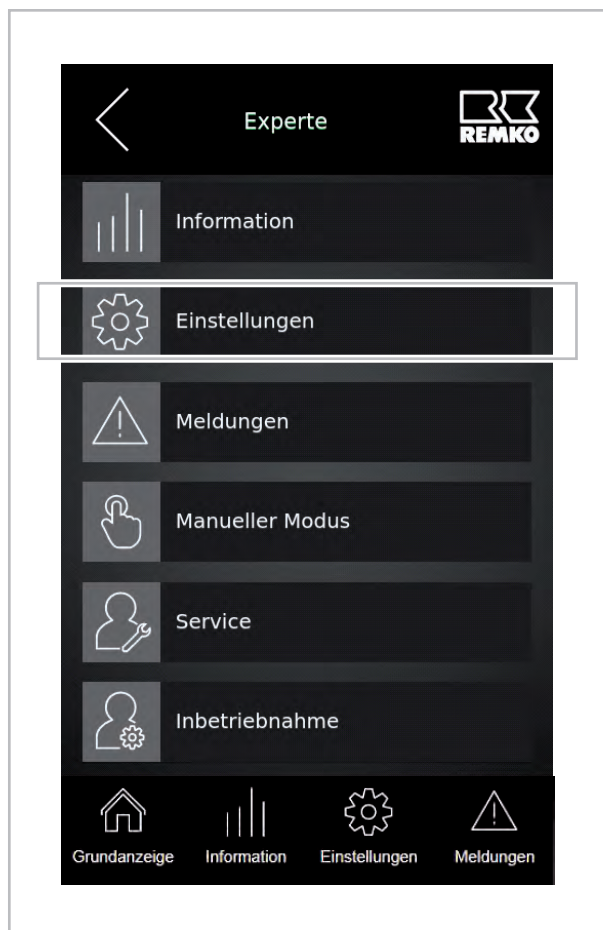 Experte
REMKO
Information
Einstellungen
Meldungen
Manueller Modus
Service
Inbetriebnahme
Grundanzeige Information Einstellungen Meldungen